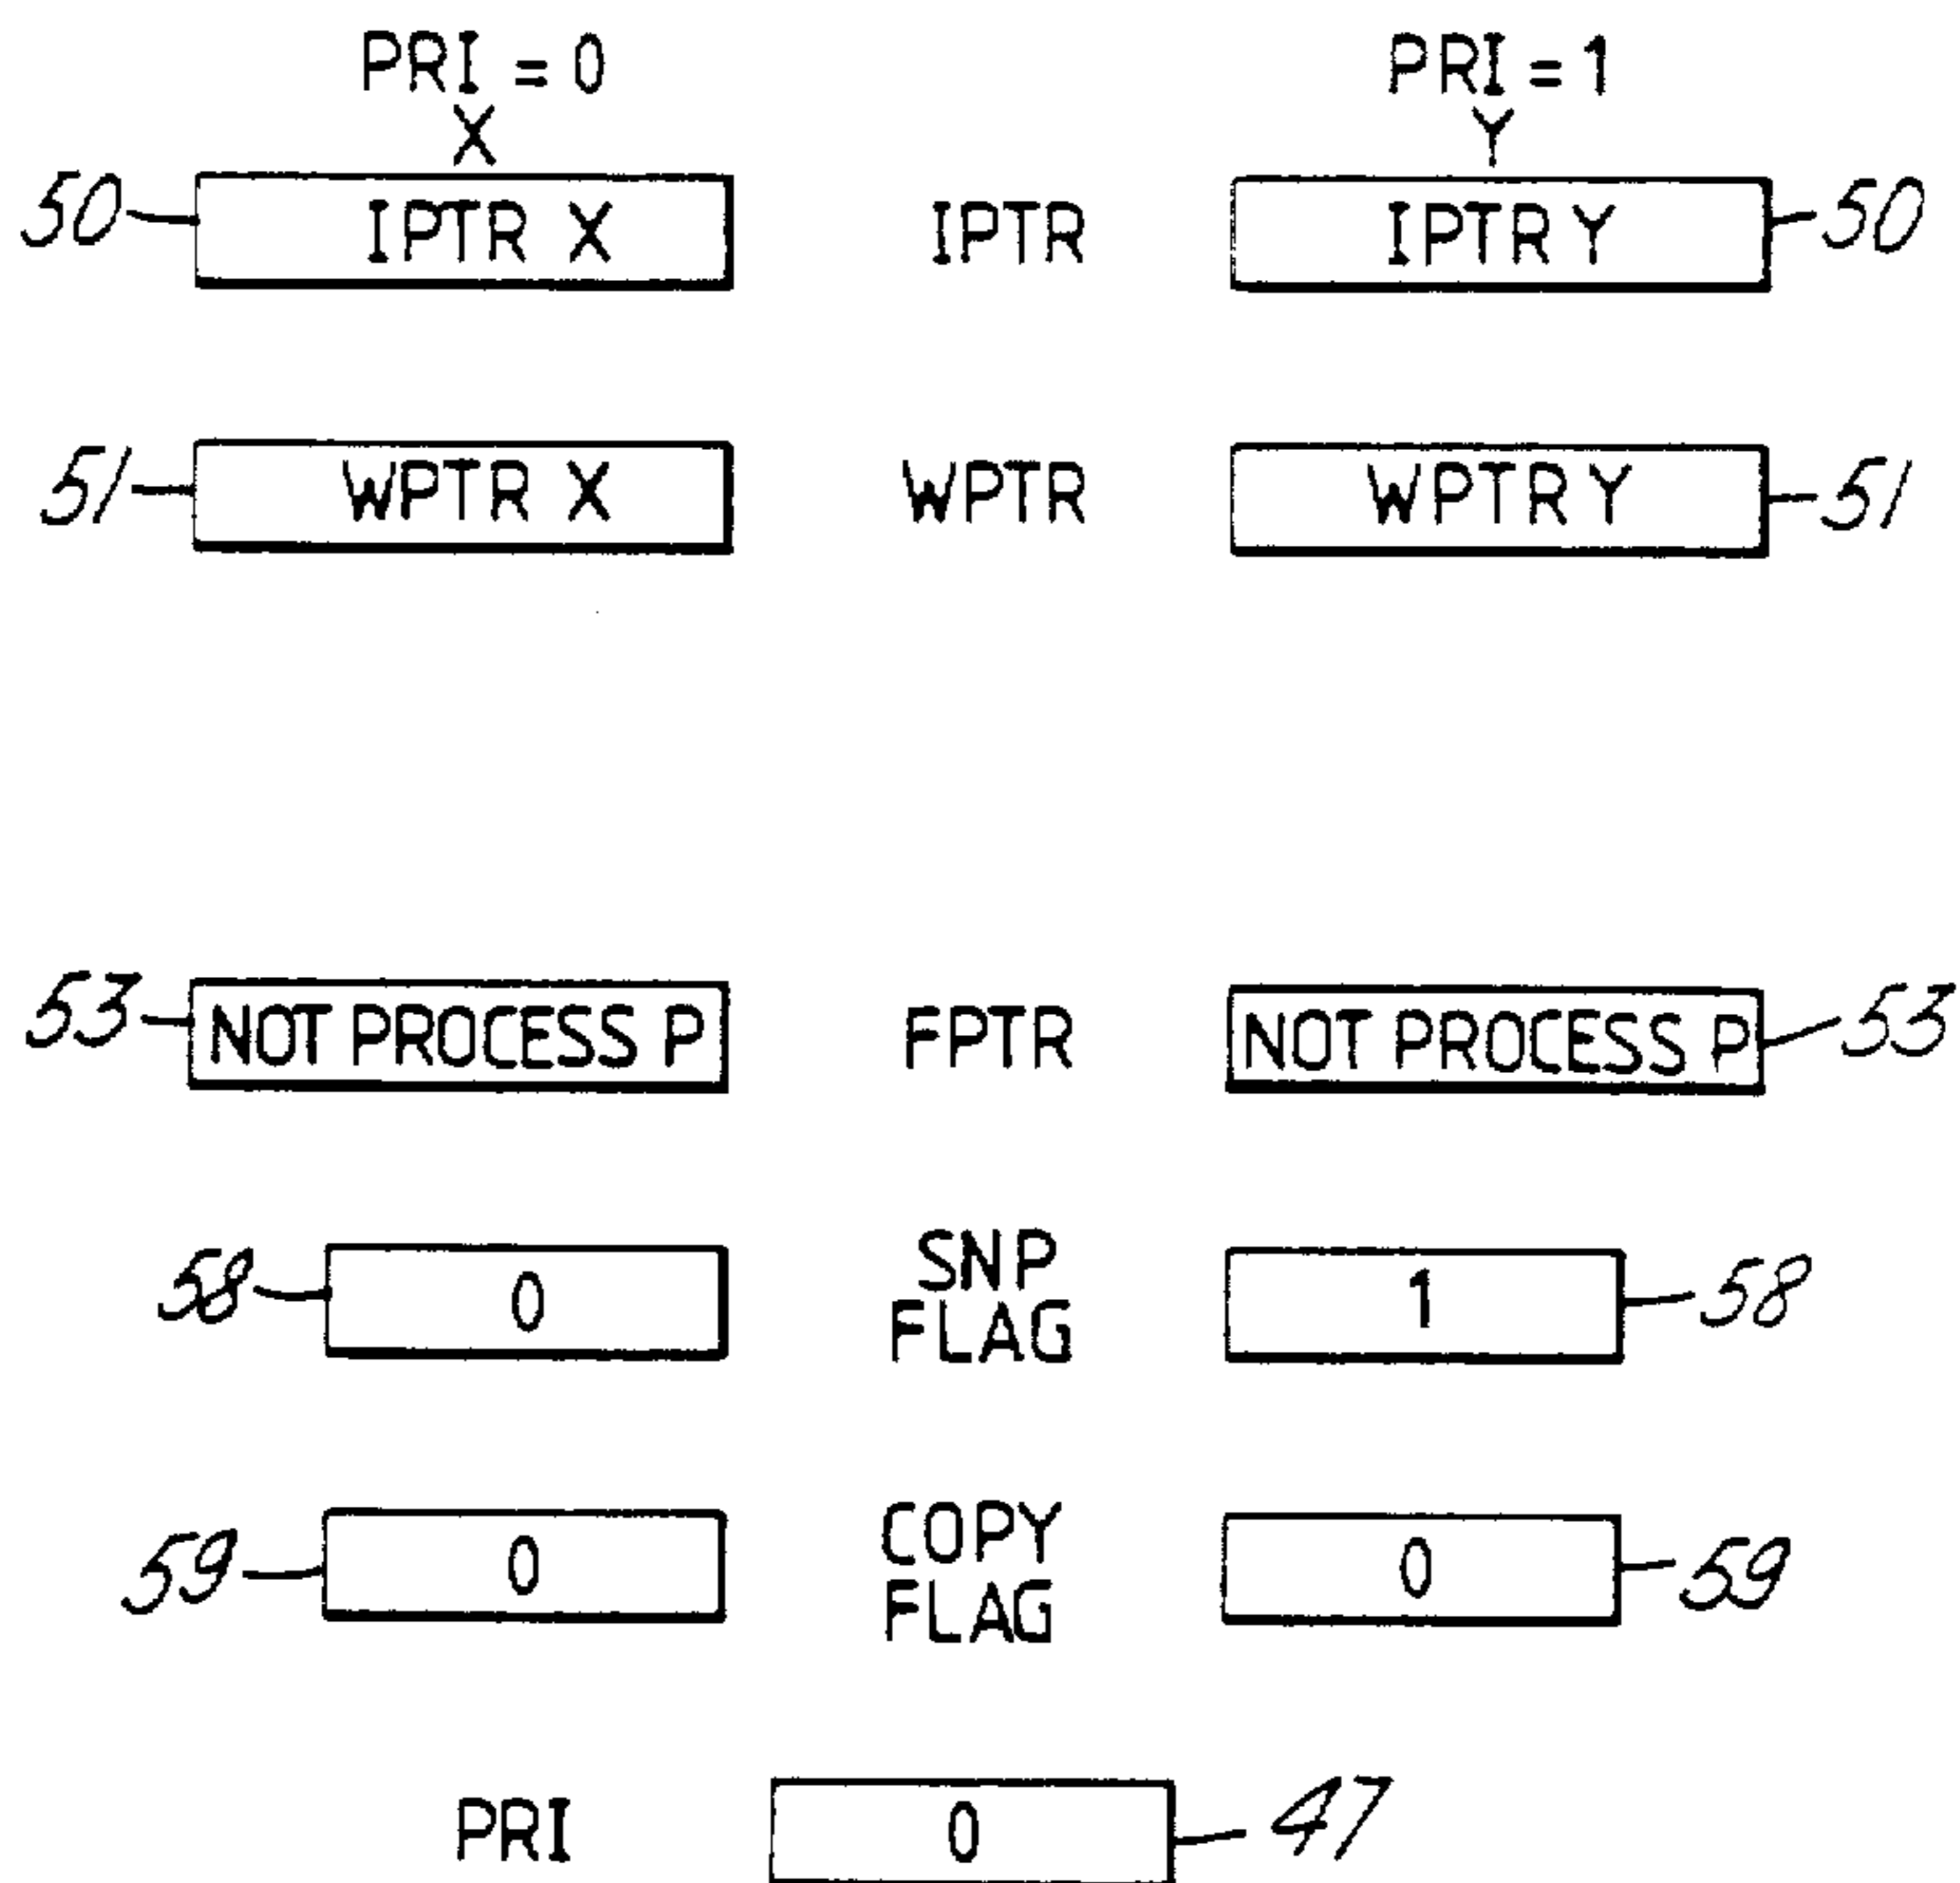 PRI = 0 PRI = 1
X Y
50 IPTR X IPTR IPTR Y 50
51 WPTR X WPTR WPTR Y 51
53 NOT PROCESS P FPTR NOT PROCESS P 53
58 0 SNP FLAG 1 58
59 0 COPY FLAG 0 59
PRI 0 47